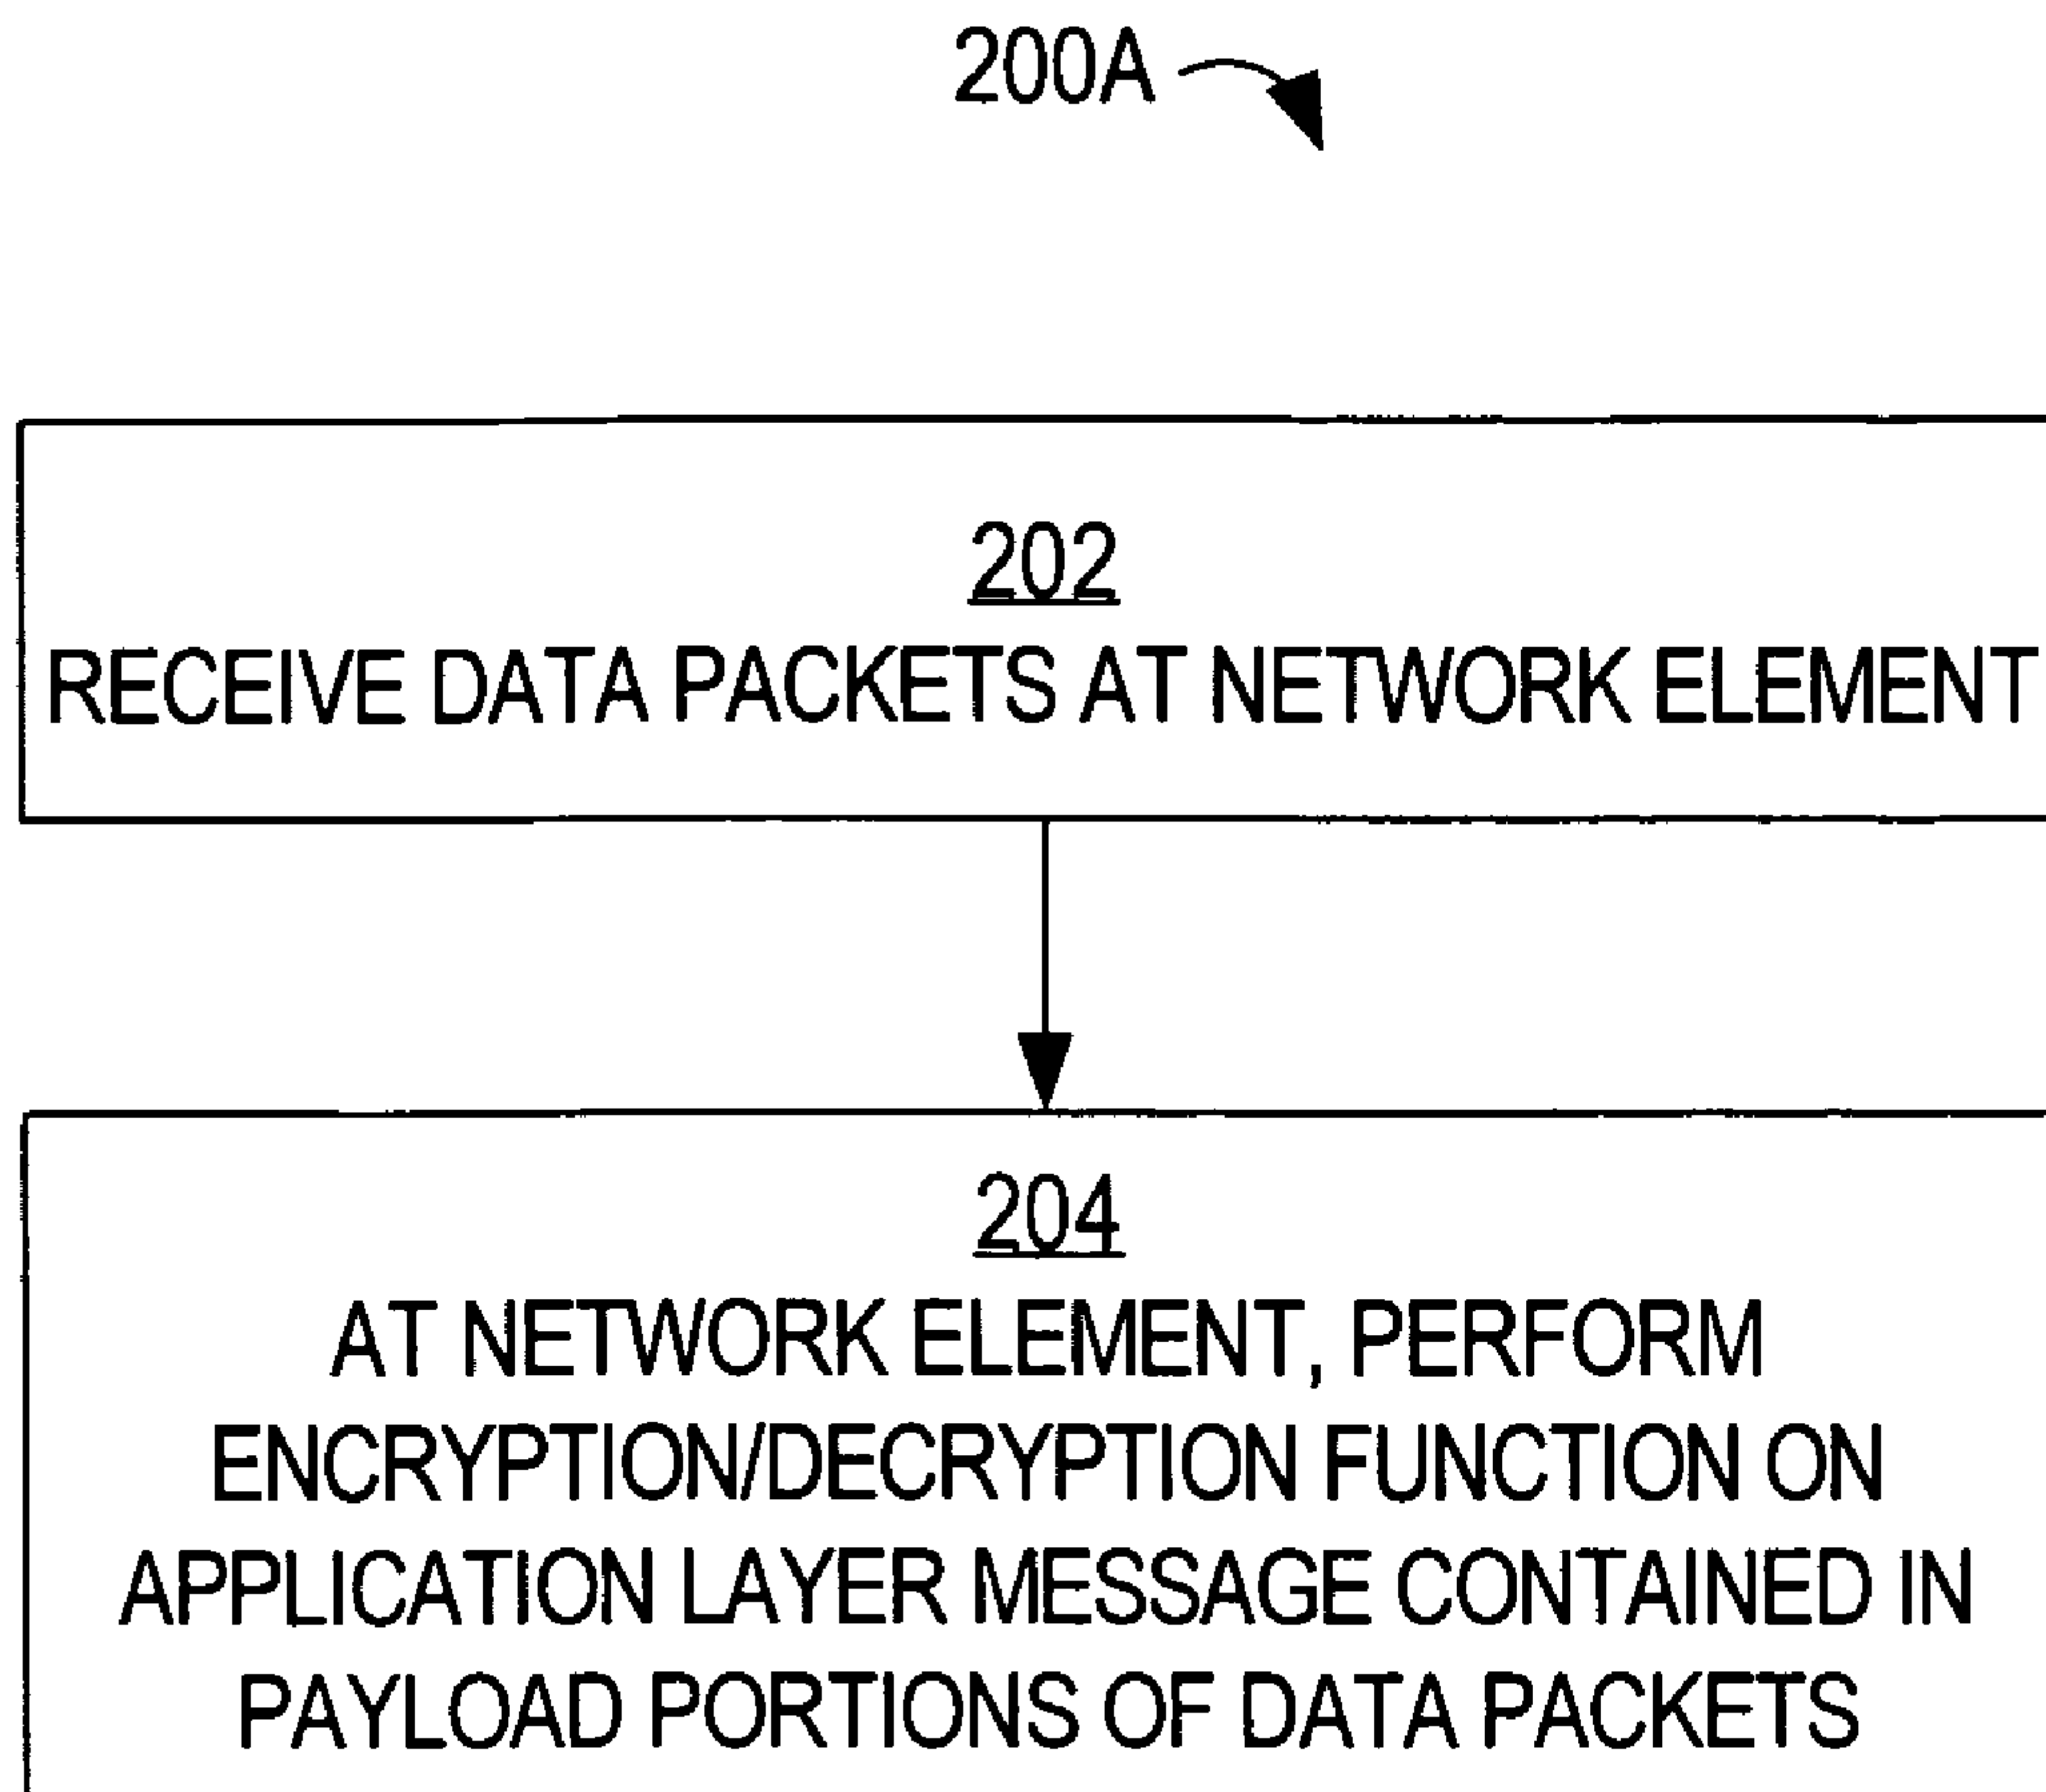 200A
202
RECEIVE DATA PACKETS AT NETWORK ELEMENT
204
AT NETWORK ELEMENT, PERFORM
ENCRYPTION/DECRYPTION FUNCTION ON
APPLICATION LAYER MESSAGE CONTAINED IN
PAYLOAD PORTIONS OF DATA PACKETS